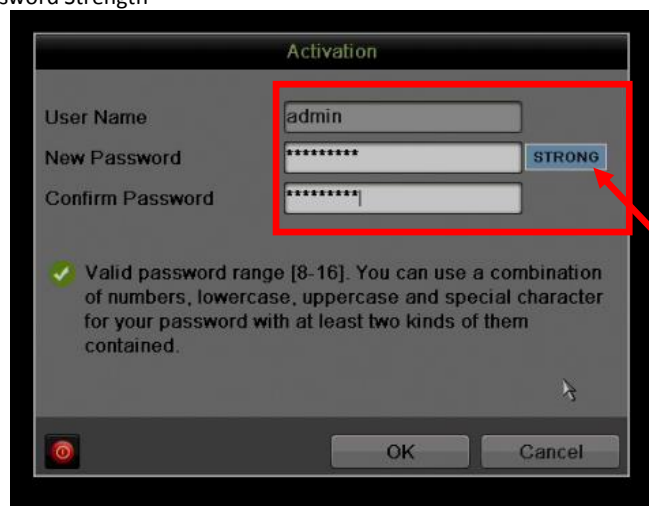 sword Strength
Activation
User Name admin
New Password ********* STRONG
Confirm Password *********
Valid password range [8-16]. You can use a combination
of numbers, lowercase, uppercase and special character
for your password with at least two kinds of them
contained.
OK Cancel